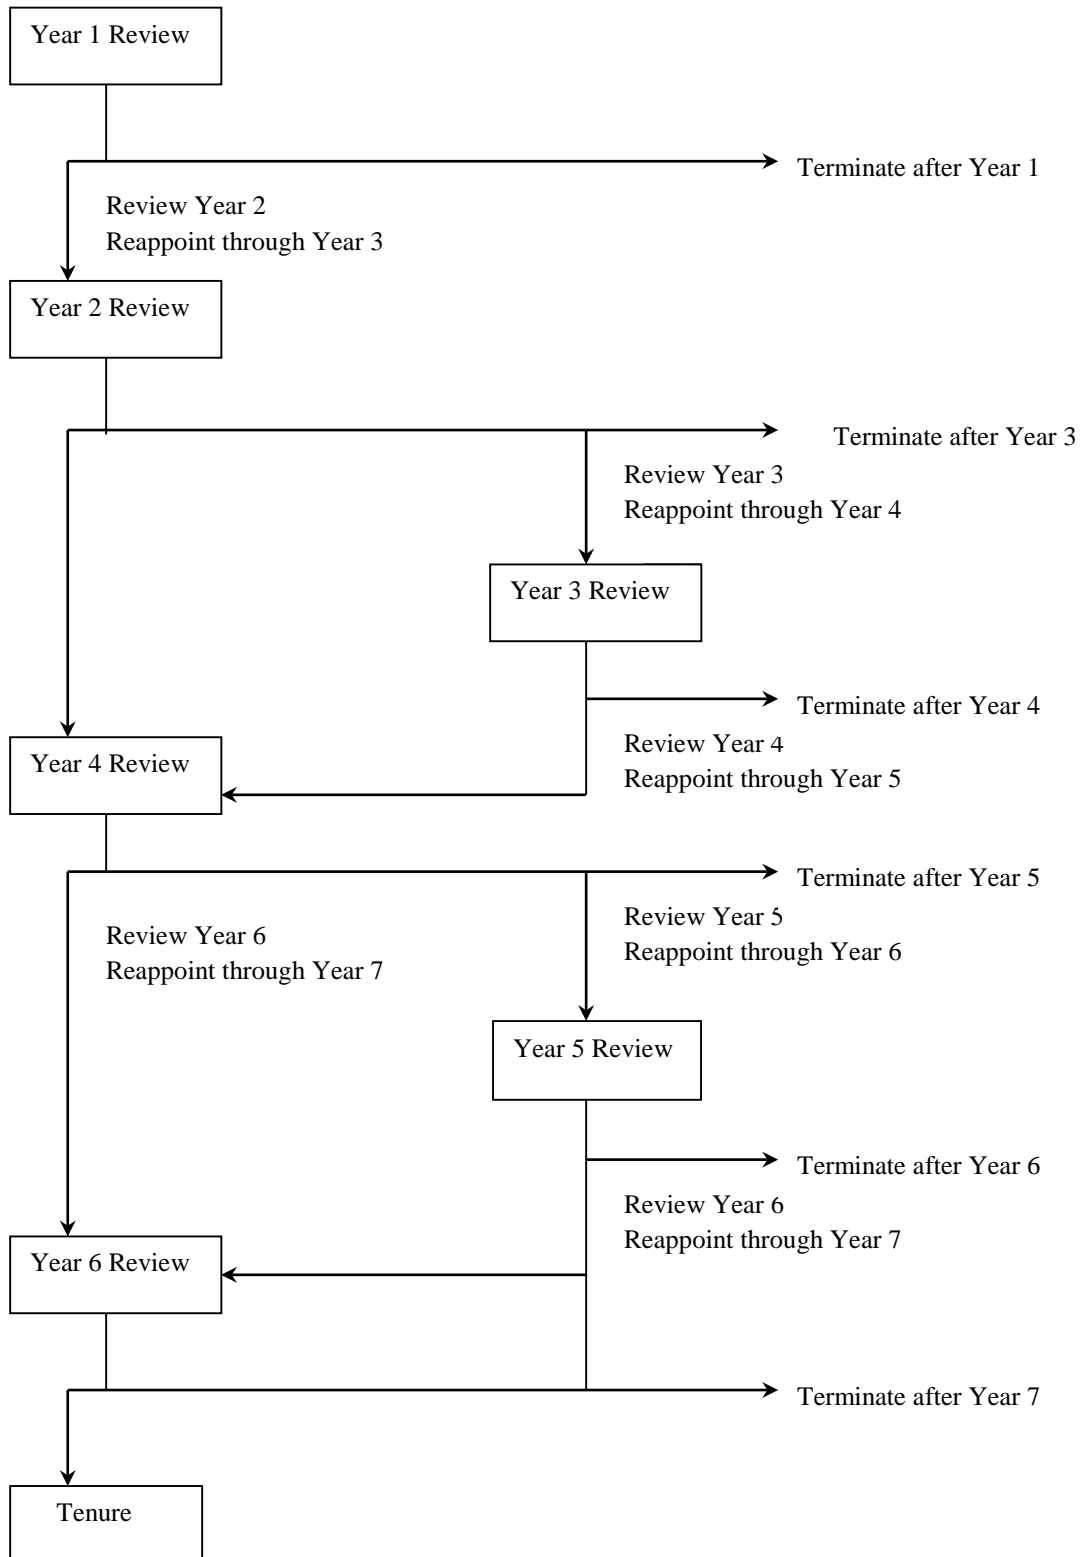 Year 1 Review
Terminate after Year 1
Review Year 2
Reappoint through Year 3
Year 2 Review
Terminate after Year 3
Review Year 3
Reappoint through Year 4
Year 3 Review
Terminate after Year 4
Review Year 4
Reappoint through Year 5
Year 4 Review
Terminate after Year 5
Review Year 5
Reappoint through Year 6
Review Year 6
Reappoint through Year 7
Year 5 Review
Terminate after Year 6
Review Year 6
Reappoint through Year 7
Year 6 Review
Terminate after Year 7
Tenure